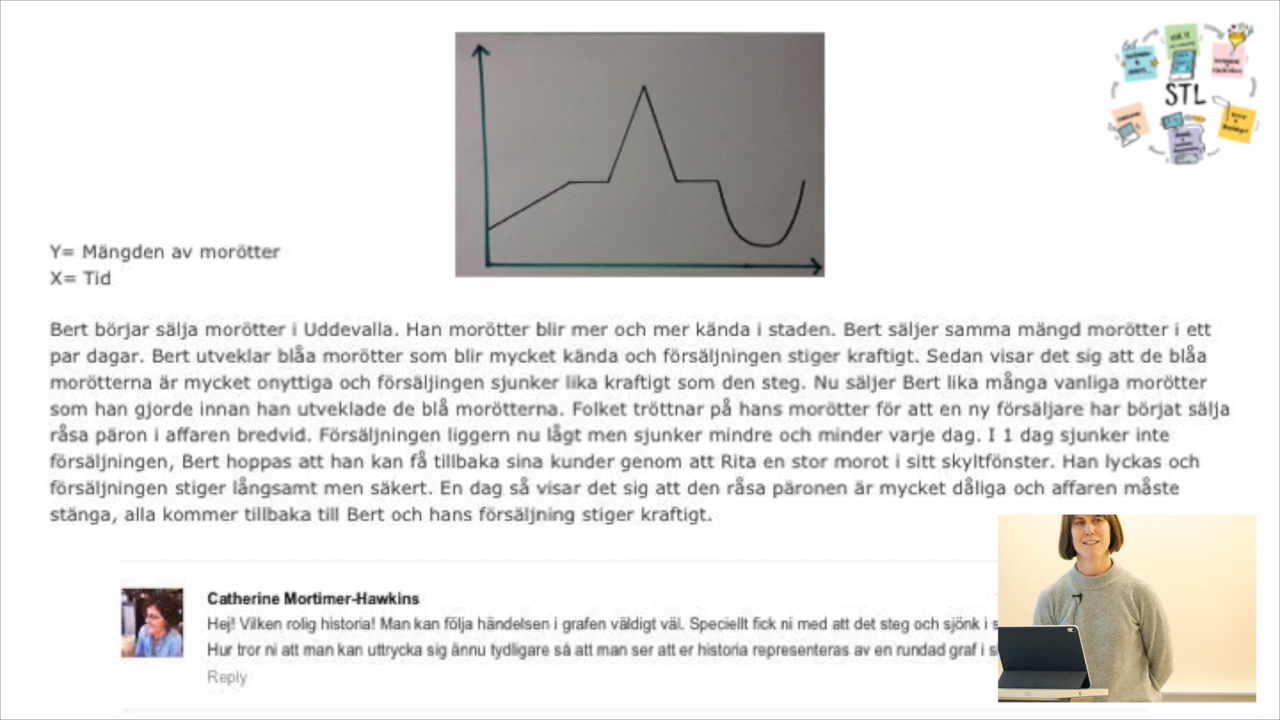 STL
Y= Mängden av morötter
X= Tid
Bert börjar sälja morötter i Uddevalla. Han morötter blir mer och mer kända i staden. Bert säljer samma mängd morötter i ett
par dagar. Bert utveklar blåa morötter som blir mycket kända och försäljningen stiger kraftigt. Sedan visar det sig att de blåa
morötterna är mycket onyttiga och försäljingen sjunker lika kraftigt som den steg. Nu säljer Bert lika många vanliga morötter
som han gjorde innan han utveklade de blå morötterna. Folket tröttnar på hans morötter för att en ny försäljare har börjat sälja
råsa päron i affaren bredvid. Försäljningen liggern nu lågt men sjunker mindre och minder varje dag. I 1 dag sjunker inte
försäljningen, Bert hoppas att han kan få tillbaka sina kunder genom att Rita en stor morot i sitt skyltfönster. Han lyckas och
försäljningen stiger långsamt men säkert. En dag så visar det sig att den råsa päronen är mycket dåliga och affaren måste
stänga, alla kommer tillbaka till Bert och hans försäljning stiger kraftigt.
Catherine Mortimer-Hawkins
Hej! Vilken rolig historia! Man kan följa händelsen i grafen väldigt väl. Speciellt fick ni med att det steg och sjönk i
Hur tror ni att man kan uttrycka sig ännu tydligare så att man ser att er historia representeras av en rundad graf i
Reply